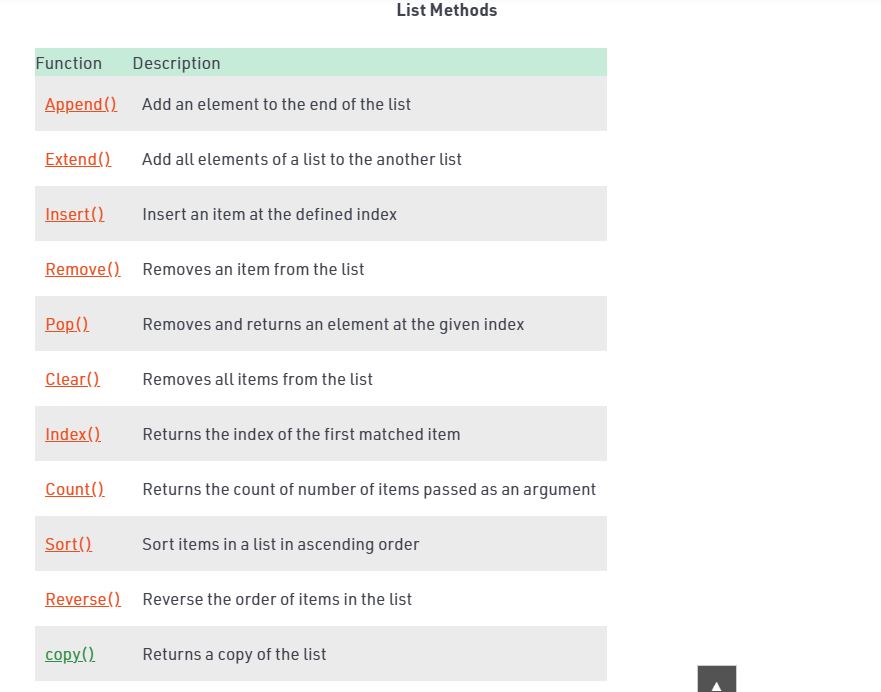 List Methods
Function Description
Append() Add an element to the end of the list
Extend() Add all elements of a list to the another list
Insert() Insert an item at the defined index
Remove() Removes an item from the list
Pop() Removes and returns an element at the given index
Clear() Removes all items from the list
Index() Returns the index of the first matched item
Count() Returns the count of number of items passed as an argument
Sort() Sort items in a list in ascending order
Reverse() Reverse the order of items in the list
copy() Returns a copy of the list